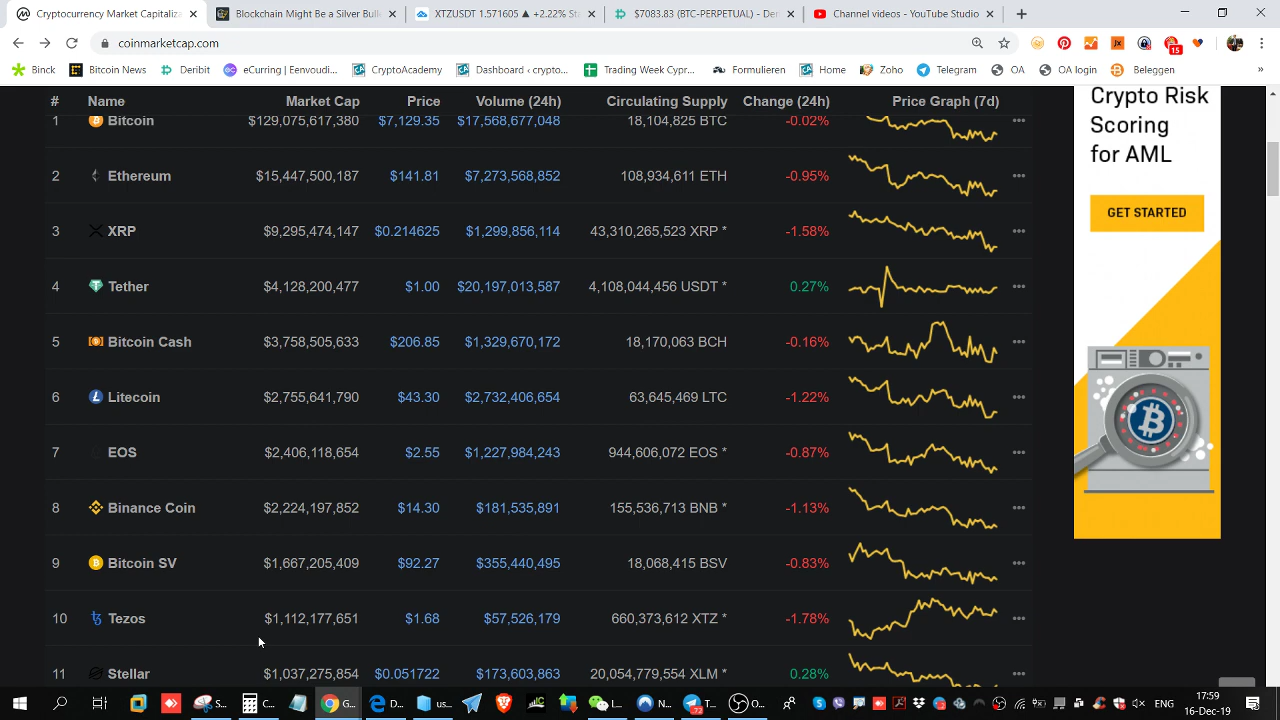 Cryptocurrency Market Capitaliza
Blockchain Might Be a Silver Bull
XTZUSDT 1.571605 ▲ +2.23%
(BTC-PERPETUAL)
Channel videos - YouTube Studio
coinmarketcap.com
15
Binck
Bitcoin News
Deribit
Curring | Eenvoudi...
CryptoAcademy
Dashboard ‹ crypto...
Trading Week Crypr...
Formulieren
Home
Zoho
Telegram
OA
OA login
Beleggen
»
# Name Market Cap Price Volume (24h) Circulating Supply Change (24h) Price Graph (7d)
1 Bitcoin $129,075,617,380 $7,129.35 $17,568,677,048 18,104,825 BTC -0.02%
2 Ethereum $15,447,500,187 $141.81 $7,273,568,852 108,934,611 ETH -0.95%
3 XRP $9,295,474,147 $0.214625 $1,299,856,114 43,310,265,523 XRP * -1.58%
4 Tether $4,128,200,477 $1.00 $20,197,013,587 4,108,044,456 USDT * 0.27%
5 Bitcoin Cash $3,758,505,633 $206.85 $1,329,670,172 18,170,063 BCH -0.16%
6 Litecoin $2,755,641,790 $43.30 $2,732,406,654 63,645,469 LTC -1.22%
7 EOS $2,406,118,654 $2.55 $1,227,984,243 944,606,072 EOS * -0.87%
8 Binance Coin $2,224,197,852 $14.30 $181,535,891 155,536,713 BNB * -1.13%
9 Bitcoin SV $1,667,205,409 $92.27 $355,440,495 18,068,415 BSV -0.83%
10 Tezos $1,112,177,651 $1.68 $57,526,179 660,373,612 XTZ * -1.78%
11 Stellar $1,037,275,854 $0.051722 $173,603,863 20,054,779,554 XLM * 0.28%
Crypto Risk
Scoring
for AML
GET STARTED
S...
C...
G...
D...
us...
L...
N...
72
T...
O...
ENG
17:59
16-Dec-19